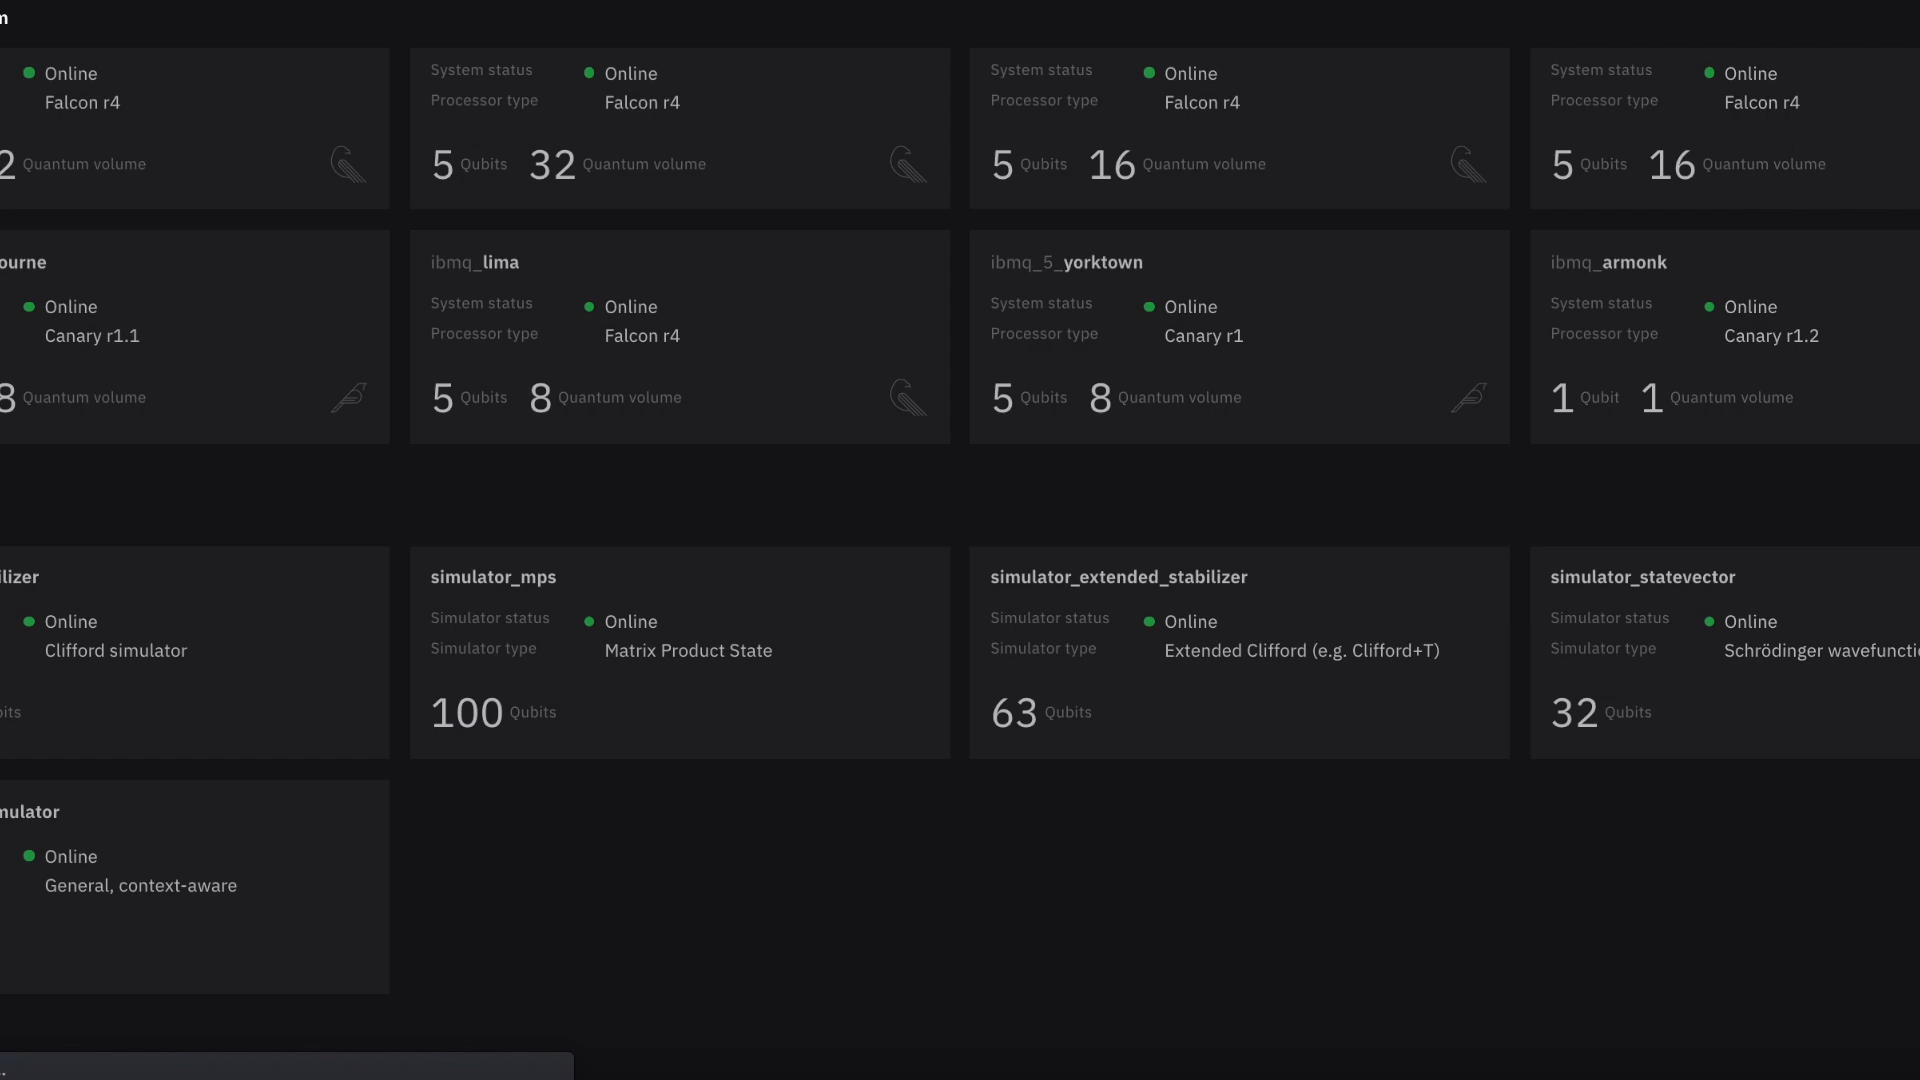 m
Online
Falcon r4
2 Quantum volume
System status Online
Processor type Falcon r4
5 Qubits 32 Quantum volume
System status Online
Processor type Falcon r4
5 Qubits 16 Quantum volume
System status Online
Processor type Falcon r4
5 Qubits 16 Quantum volume
ourne
Online
Canary r1.1
8 Quantum volume
ibmq_lima
System status Online
Processor type Falcon r4
5 Qubits 8 Quantum volume
ibmq_5_yorktown
System status Online
Processor type Canary r1
5 Qubits 8 Quantum volume
ibmq_armonk
System status Online
Processor type Canary r1.2
1 Qubit 1 Quantum volume
ilizer
Online
Clifford simulator
bits
simulator_mps
Simulator status Online
Simulator type Matrix Product State
100 Qubits
simulator_extended_stabilizer
Simulator status Online
Simulator type Extended Clifford (e.g. Clifford+T)
63 Qubits
simulator_statevector
Simulator status Online
Simulator type Schrödinger wavefunctio
32 Qubits
mulator
Online
General, context-aware
..